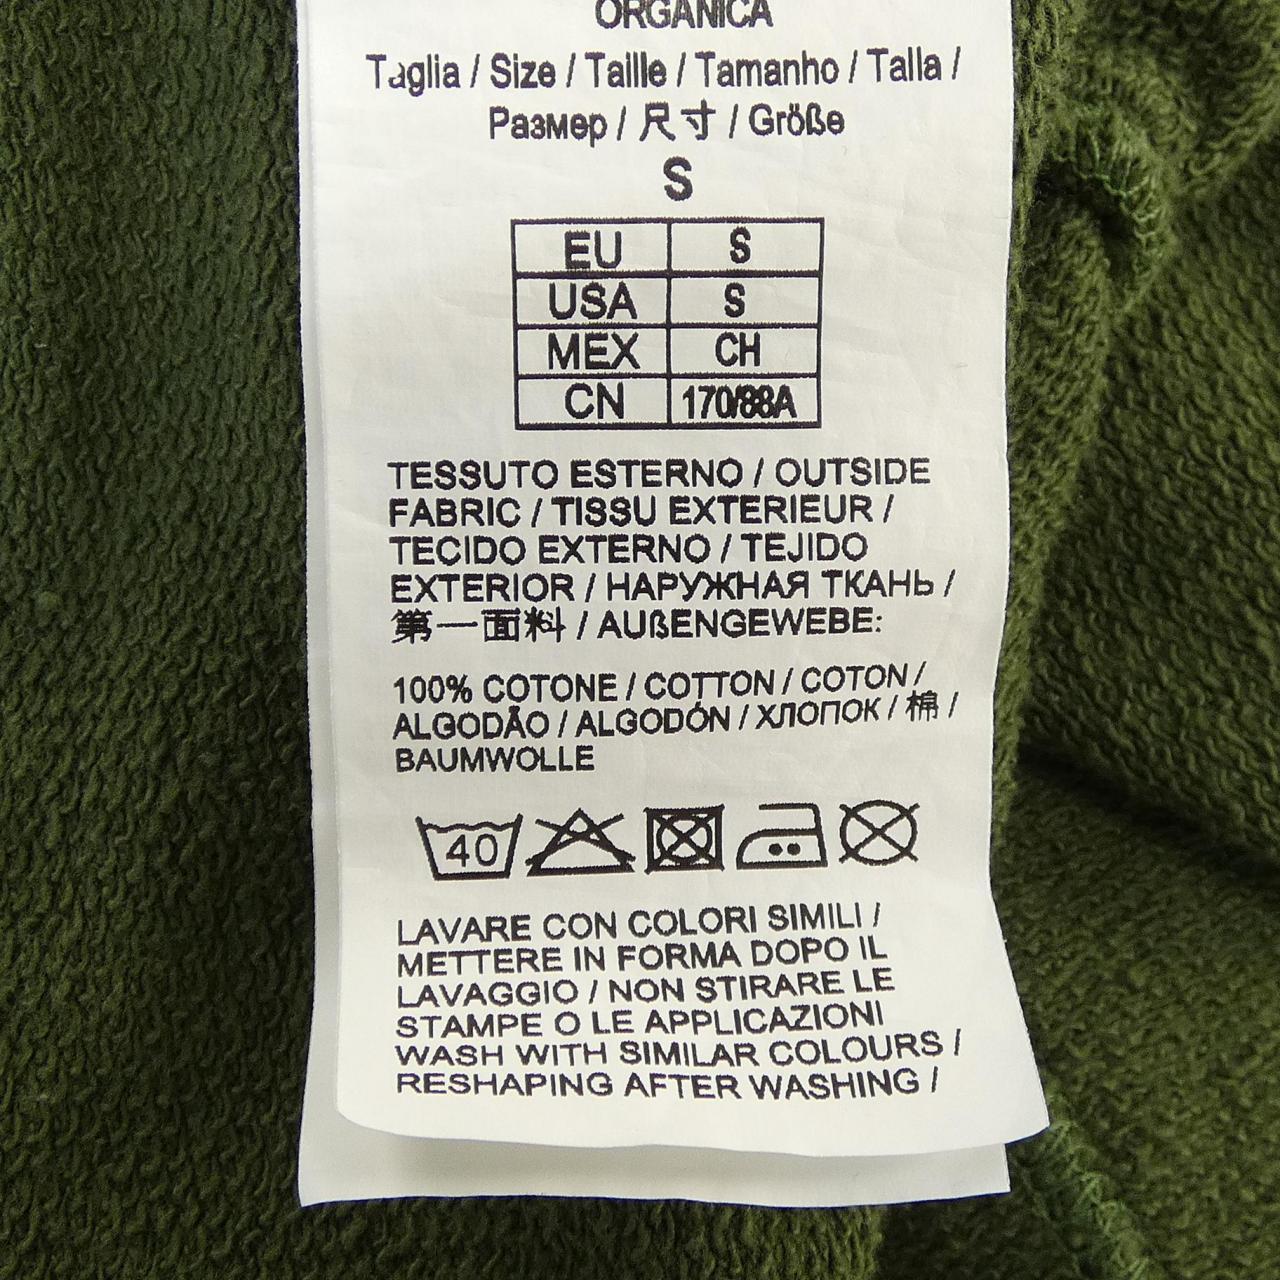 ORGANICA
Taglia / Size / Taille / Tamanho / Talla /
Размер / 尺寸 / Größe
S
EU S
USA S
MEX CH
CN 170/88A
TESSUTO ESTERNO / OUTSIDE
FABRIC / TISSU EXTERIEUR /
TECIDO EXTERNO / TEJIDO
EXTERIOR / НАРУЖНАЯ ТКАНЬ /
第一面料 / AUßENGEWEBE:
100% COTONE / COTTON / COTON /
ALGODÃO / ALGODÓN / ХЛОПОК / 棉 /
BAUMWOLLE
40
LAVARE CON COLORI SIMILI /
METTERE IN FORMA DOPO IL
LAVAGGIO / NON STIRARE LE
STAMPE O LE APPLICAZIONI
WASH WITH SIMILAR COLOURS /
RESHAPING AFTER WASHING /